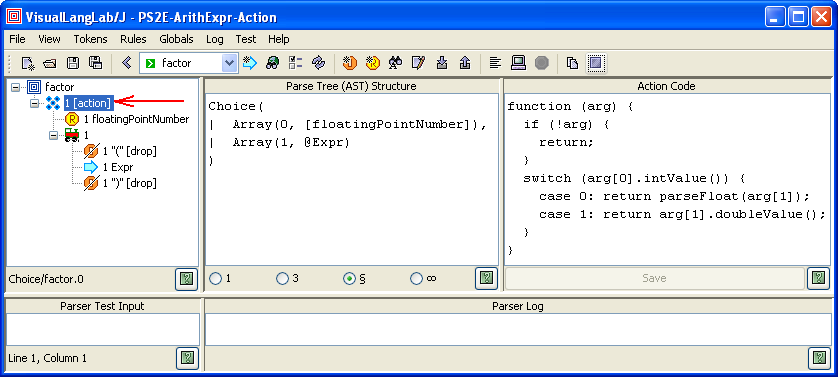 VisualLangLab/J - PS2E-ArithExpr-Action
File View Tokens Rules Globals Log Test Help
factor
factor
1 [action]
R 1 floatingPointNumber
1
1 "(" [drop]
1 Expr
1 ")" [drop]
Choice/factor.0
Parse Tree (AST) Structure
Choice(
|  Array(0, [floatingPointNumber]),
|  Array(1, @Expr)
)
1 3 § ∞
Action Code
function (arg) {
  if (!arg) {
    return;
  }
  switch (arg[0].intValue()) {
    case 0: return parseFloat(arg[1]);
    case 1: return arg[1].doubleValue();
  }
}
Save
Parser Test Input
Line 1, Column 1
Parser Log